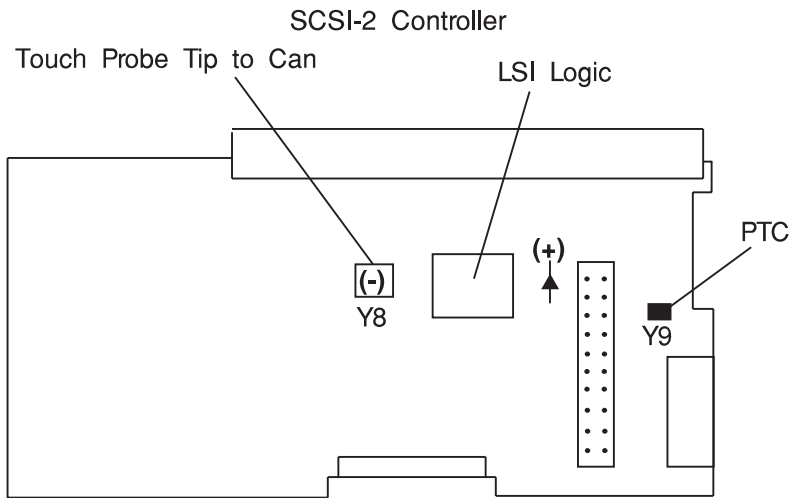 SCSI-2 Controller
Touch Probe Tip to Can
LSI Logic
PTC
(+)
(-)
Y8
Y9